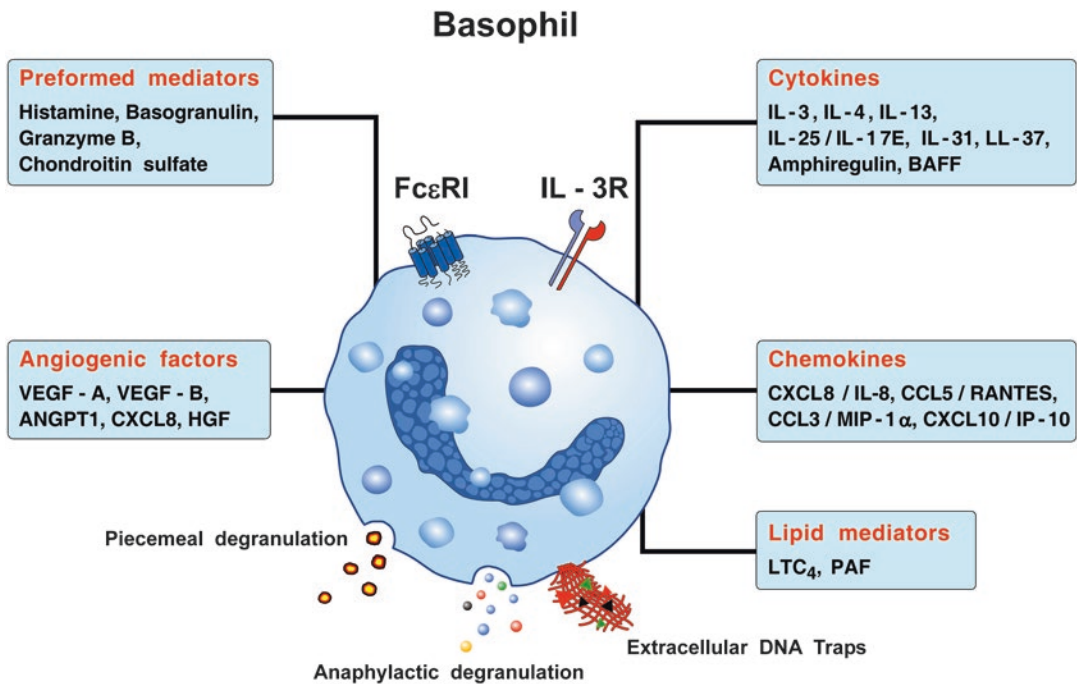 Basophil
Preformed mediators
Histamine, Basogranulin,
Granzyme B,
Chondroitin sulfate
Cytokines
IL-3, IL-4, IL-13,
IL-25 / IL-17E, IL-31, LL-37,
Amphiregulin, BAFF
FcεRI
IL - 3R
Angiogenic factors
VEGF - A, VEGF - B,
ANGPT1, CXCL8, HGF
Chemokines
CXCL8 / IL-8, CCL5 / RANTES,
CCL3 / MIP-1α, CXCL10 / IP-10
Lipid mediators
LTC₄, PAF
Piecemeal degranulation
Anaphylactic degranulation
Extracellular DNA Traps